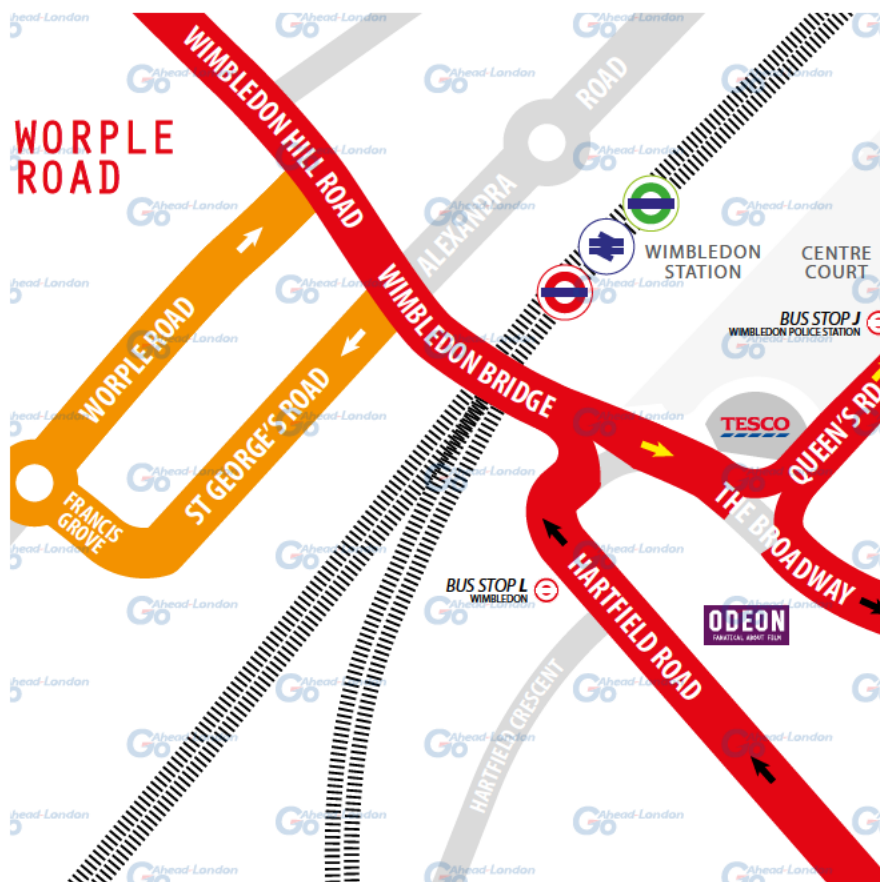 WIMBLEDON HILL ROAD
WORPLE
ROAD
ROAD
ALEXANDRA
WIMBLEDON
STATION
CENTRE
COURT
BUS STOP J
WIMBLEDON POLICE STATION
WIMBLEDON BRIDGE
WORPLE ROAD
ST GEORGE'S ROAD
FRANCIS
GROVE
TESCO
QUEEN'S RD
THE BROADWAY
BUS STOP L
WIMBLEDON
HARTFIELD ROAD
ODEON
FANATICAL ABOUT FILM
HARTFIELD CRESCENT
Go Ahead-London